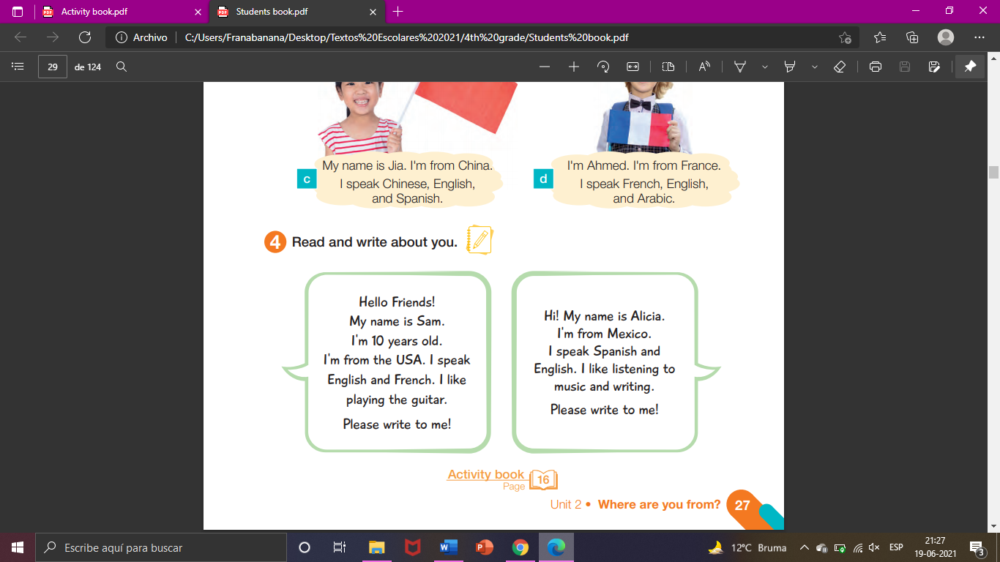 Activity book.pdf
Students book.pdf
Archivo
C:/Users/Franabanana/Desktop/Textos%20Escolares%202021/4th%20grade/Students%20book.pdf
29
de 124
My name is Jia. I'm from China.
c
I speak Chinese, English,
and Spanish.
I'm Ahmed. I'm from France.
d
I speak French, English,
and Arabic.
4 Read and write about you.
Hello Friends!
My name is Sam.
I'm 10 years old.
I'm from the USA. I speak
English and French. I like
playing the guitar.
Please write to me!
Hi! My name is Alicia.
I'm from Mexico.
I speak Spanish and
English. I like listening to
music and writing.
Please write to me!
Activity book
Page 16
Unit 2 • Where are you from? 27
Escribe aquí para buscar
12°C Bruma
ESP
21:27
19-06-2021
3